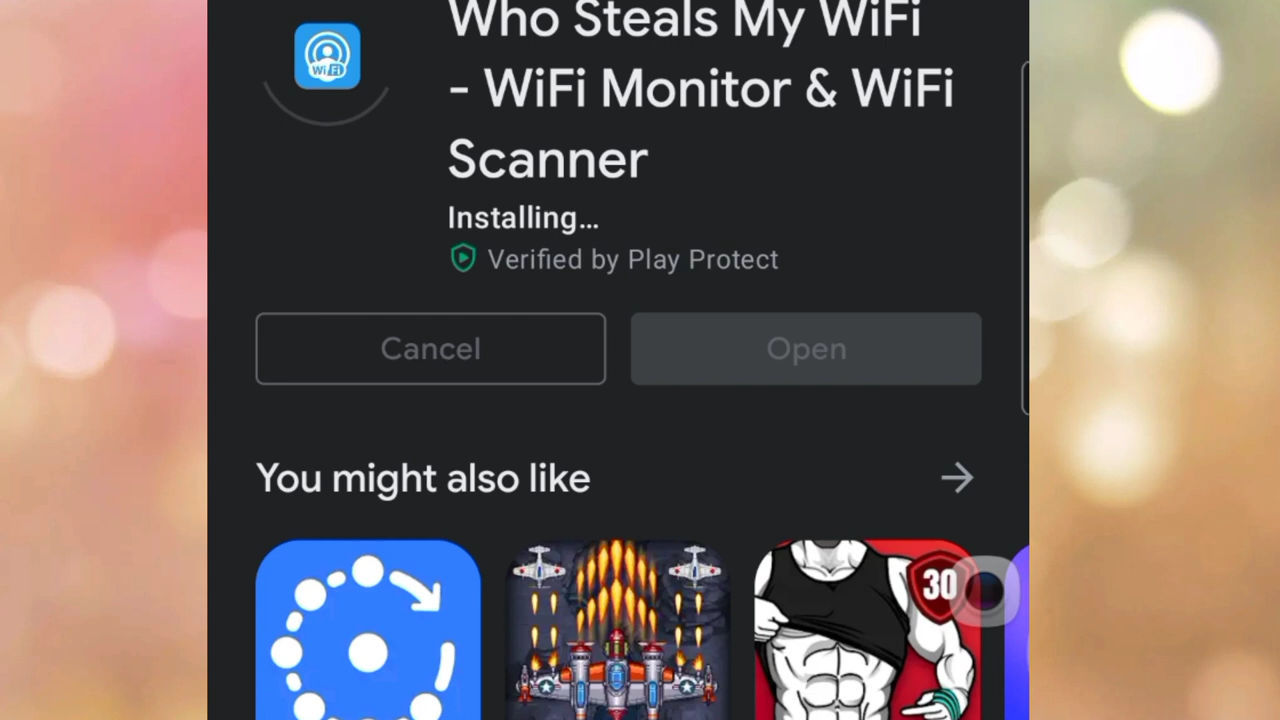 Who Steals My WiFi
- WiFi Monitor & WiFi
Scanner
WiFi
Installing...
Verified by Play Protect
Cancel
Open
You might also like
30